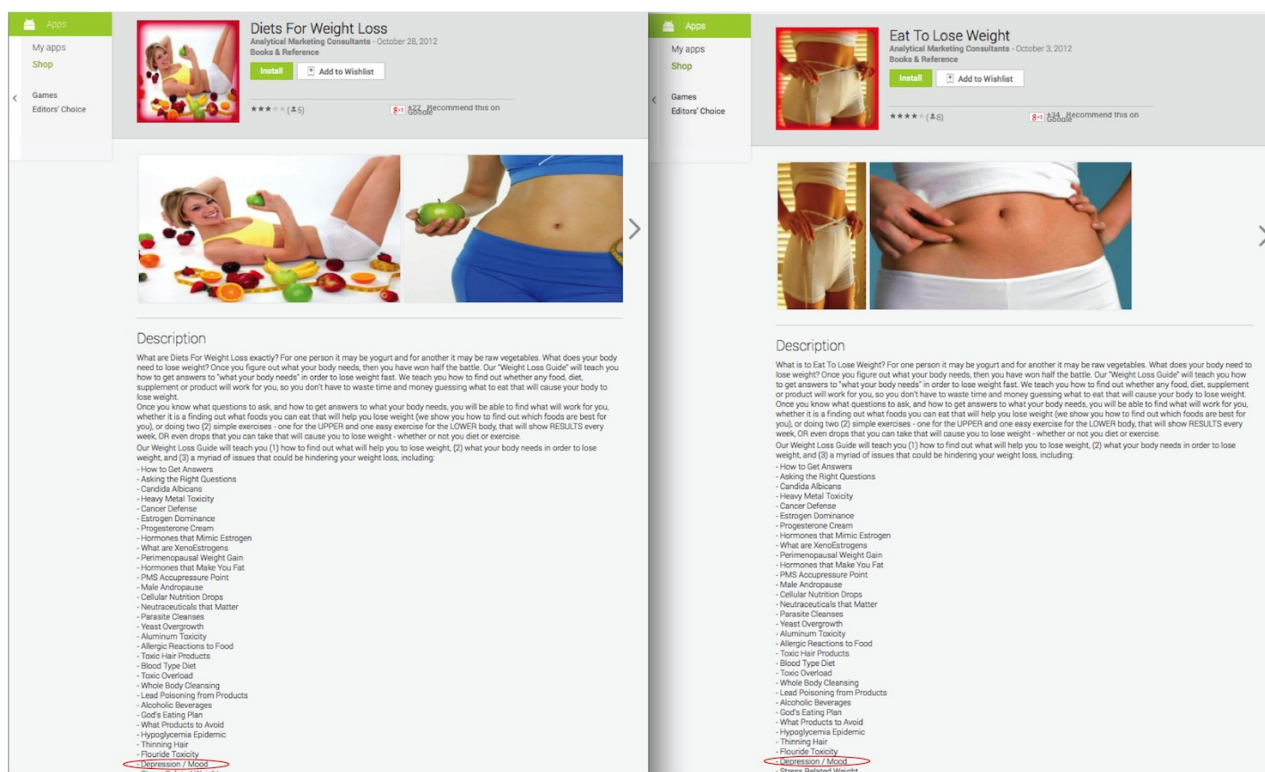 Apps
My apps
Shop
Games
Editors' Choice
Diets For Weight Loss
Analytical Marketing Consultants - October 28, 2012
Books & Reference
Install
Add to Wishlist
(5)
g+1 +22 Recommend this on
Google
Description
What are Diets For Weight Loss exactly? For one person it may be yogurt and for another it may be raw vegetables. What does your body
need to lose weight? Once you figure out what your body needs, then you have won half the battle. Our "Weight Loss Guide" will teach you
how to get answers to "what your body needs" in order to lose weight fast. We teach you how to find out whether any food, diet,
supplement or product will work for you, so you don't have to waste time and money guessing what to eat that will cause your body to
lose weight.
Once you know what questions to ask, and how to get answers to what your body needs, you will be able to find what will work for you,
whether it is a finding out what foods you can eat that will help you lose weight (we show you how to find out which foods are best for
you), or doing two (2) simple exercises - one for the UPPER and one easy exercise for the LOWER body, that will show RESULTS every
week, OR even drops that you can take that will cause you to lose weight - whether or not you diet or exercise.
Our Weight Loss Guide will teach you (1) how to find out what will help you to lose weight, (2) what your body needs in order to lose
weight, and (3) a myriad of issues that could be hindering your weight loss, including:
- How to Get Answers
- Asking the Right Questions
- Candida Albicans
- Heavy Metal Toxicity
- Cancer Defense
- Estrogen Dominance
- Progesterone Cream
- Hormones that Mimic Estrogen
- What are XenoEstrogens
- Perimenopausal Weight Gain
- Hormones that Make You Fat
- PMS Accupressure Point
- Male Andropause
- Cellular Nutrition Drops
- Neutraceuticals that Matter
- Parasite Cleanses
- Yeast Overgrowth
- Aluminum Toxicity
- Allergic Reactions to Food
- Toxic Hair Products
- Blood Type Diet
- Toxic Overload
- Whole Body Cleansing
- Lead Poisoning from Products
- Alcoholic Beverages
- God's Eating Plan
- What Products to Avoid
- Hypoglycemia Epidemic
- Thinning Hair
- Flouride Toxicity
- Depression / Mood
Apps
My apps
Shop
Games
Editors' Choice
Eat To Lose Weight
Analytical Marketing Consultants - October 3, 2012
Books & Reference
Install
Add to Wishlist
(8)
g+1 +34 Recommend this on
Google
Description
What is to Eat To Lose Weight? For one person it may be yogurt and for another it may be raw vegetables. What does your body need to
lose weight? Once you figure out what your body needs, then you have won half the battle. Our "Weight Loss Guide" will teach you how
to get answers to "what your body needs" in order to lose weight fast. We teach you how to find out whether any food, diet, supplement
or product will work for you, so you don't have to waste time and money guessing what to eat that will cause your body to lose weight.
Once you know what questions to ask, and how to get answers to what your body needs, you will be able to find what will work for you,
whether it is a finding out what foods you can eat that will help you lose weight (we show you how to find out which foods are best for
you), or doing two (2) simple exercises - one for the UPPER and one easy exercise for the LOWER body, that will show RESULTS every
week, OR even drops that you can take that will cause you to lose weight - whether or not you diet or exercise.
Our Weight Loss Guide will teach you (1) how to find out what will help you to lose weight, (2) what your body needs in order to lose
weight, and (3) a myriad of issues that could be hindering your weight loss, including:
- How to Get Answers
- Asking the Right Questions
- Candida Albicans
- Heavy Metal Toxicity
- Cancer Defense
- Estrogen Dominance
- Progesterone Cream
- Hormones that Mimic Estrogen
- What are XenoEstrogens
- Perimenopausal Weight Gain
- Hormones that Make You Fat
- PMS Accupressure Point
- Male Andropause
- Cellular Nutrition Drops
- Neutraceuticals that Matter
- Parasite Cleanses
- Yeast Overgrowth
- Aluminum Toxicity
- Allergic Reactions to Food
- Toxic Hair Products
- Blood Type Diet
- Toxic Overload
- Whole Body Cleansing
- Lead Poisoning from Products
- Alcoholic Beverages
- God's Eating Plan
- What Products to Avoid
- Hypoglycemia Epidemic
- Thinning Hair
- Flouride Toxicity
- Depression / Mood
- Stress Related Weight